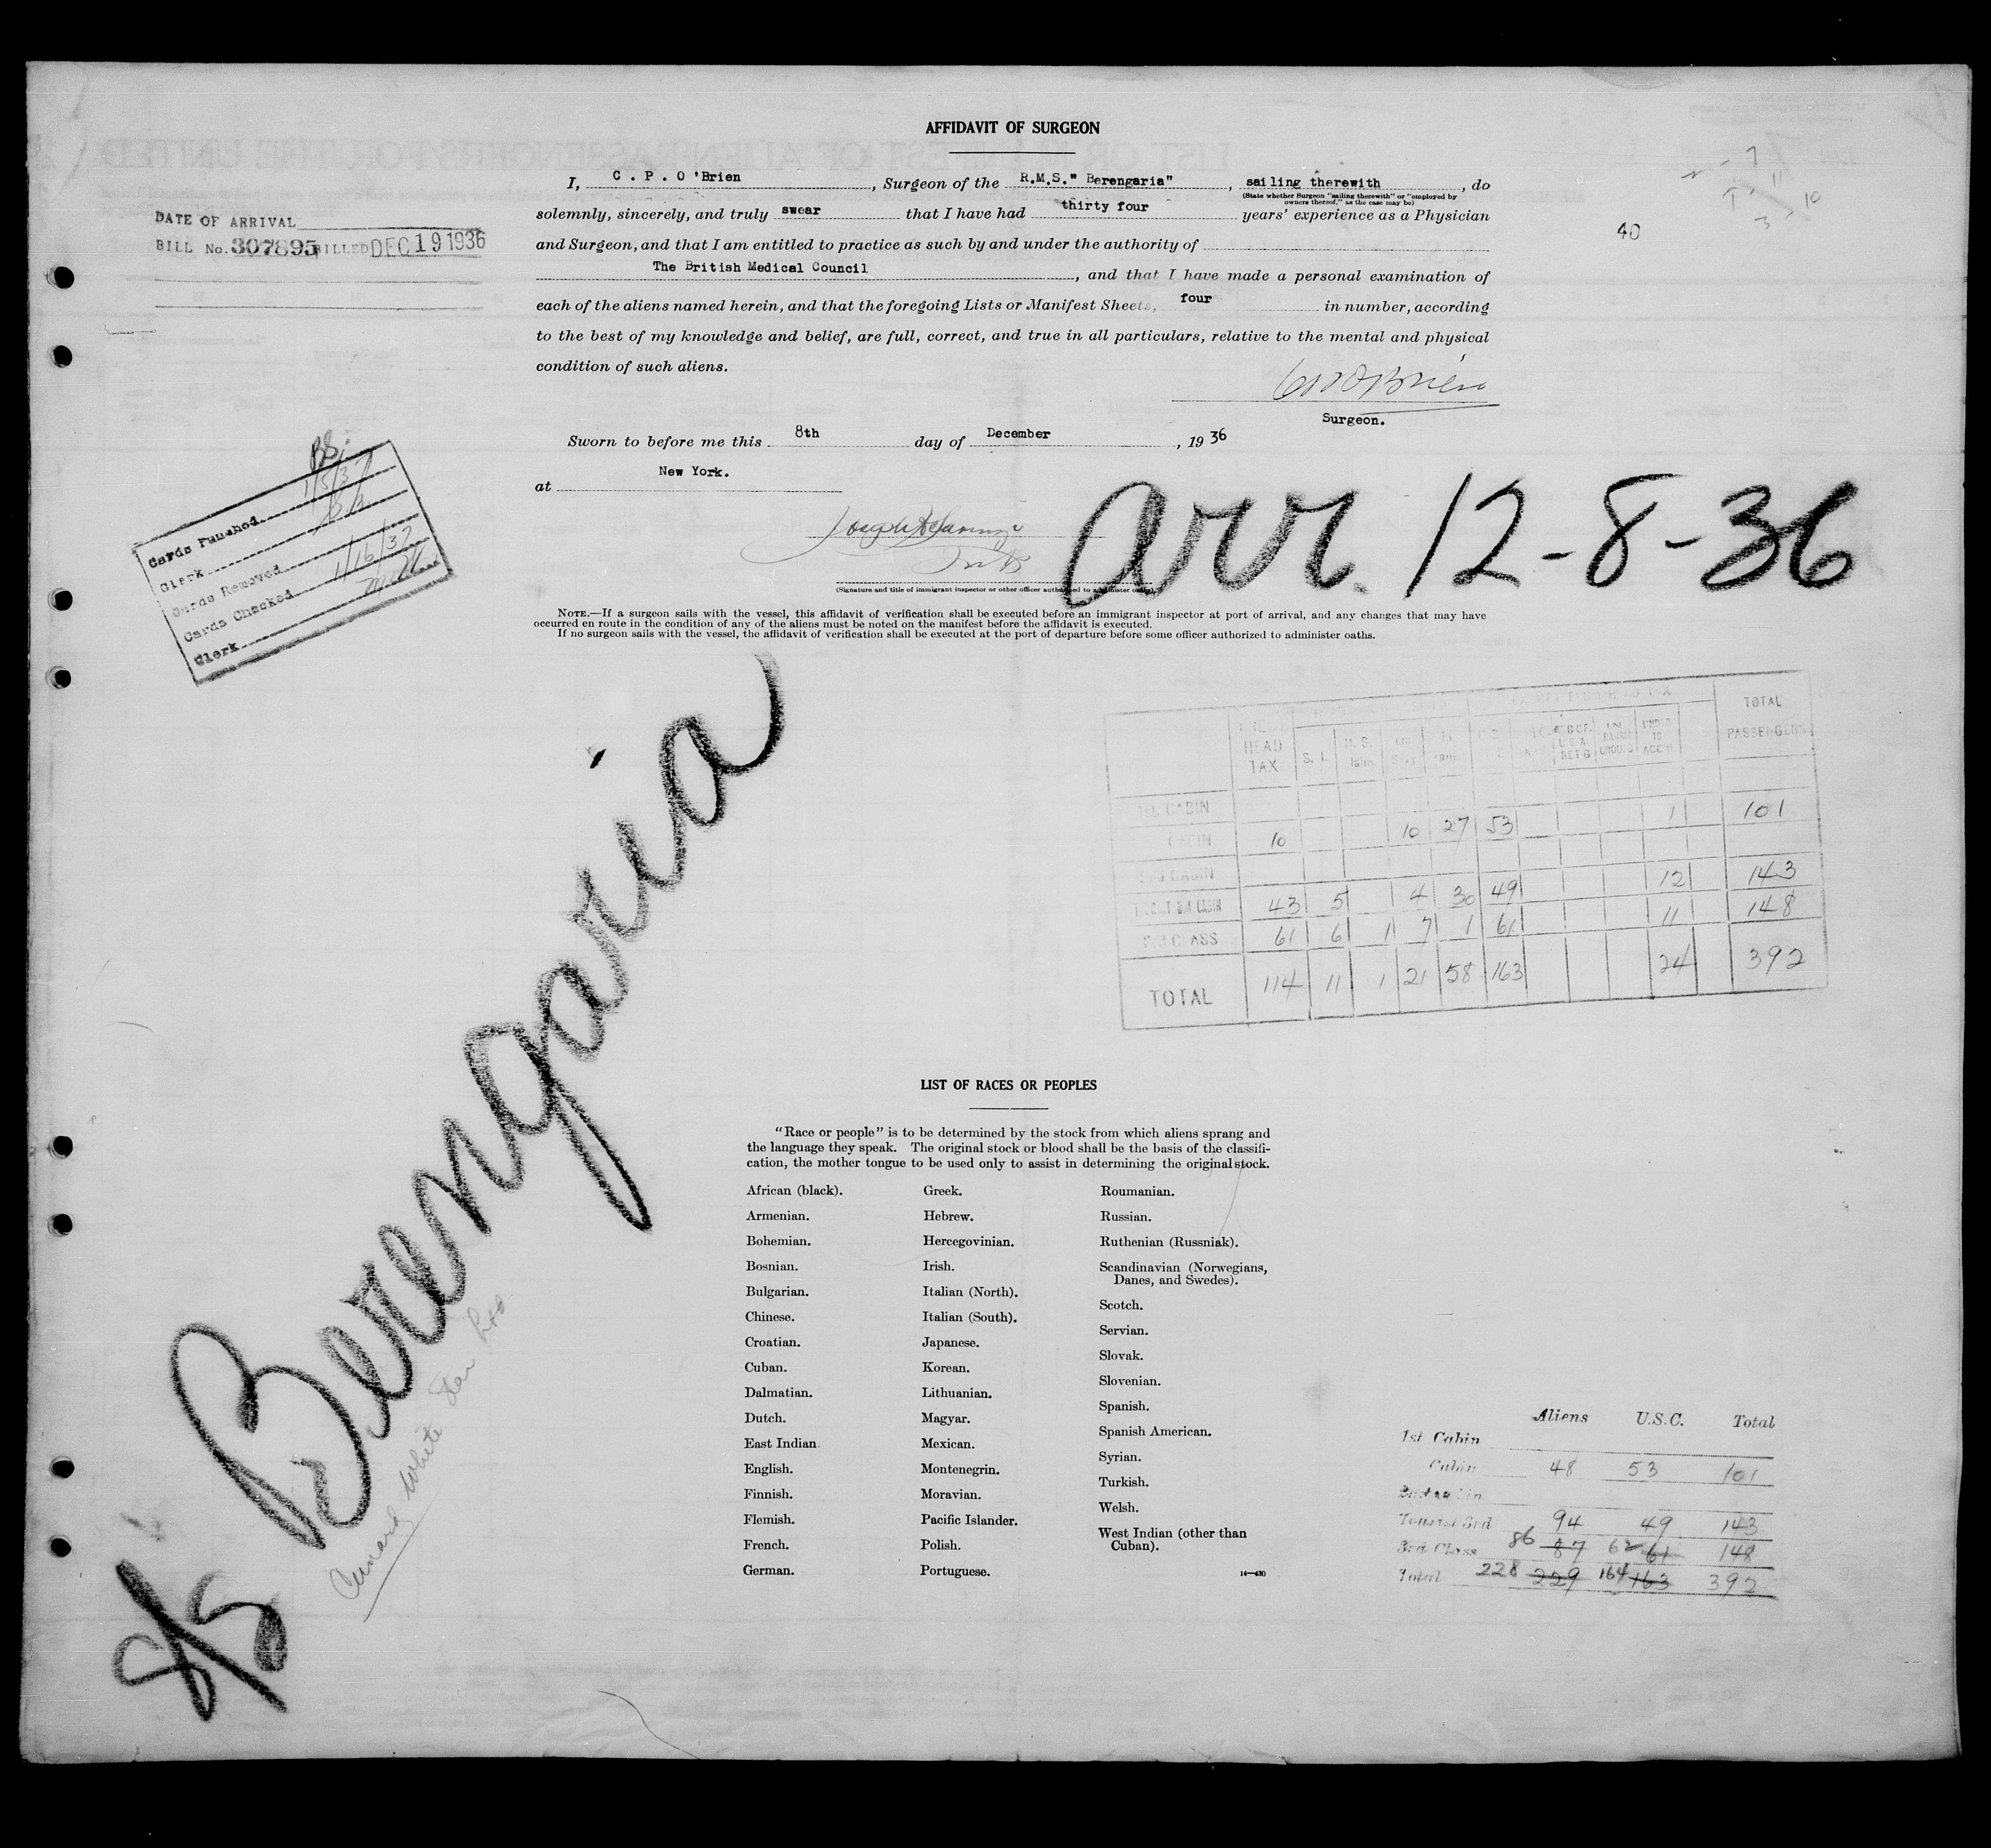 AFFIDAVIT OF SURGEON
I, C. P. O'Brien, Surgeon of the R.M.S." Berengaria", sailing therewith, do
(State whether Surgeon "sailing therewith" or "employed by
owners thereof," as the case may be)
solemnly, sincerely, and truly swear that I have had thirty four years' experience as a Physician
and Surgeon, and that I am entitled to practice as such by and under the authority of
The British Medical Council, and that I have made a personal examination of
each of the aliens named herein, and that the foregoing Lists or Manifest Sheets, four in number, according
to the best of my knowledge and belief, are full, correct, and true in all particulars, relative to the mental and physical
condition of such aliens.
Surgeon.
Sworn to before me this 8th day of December, 1936
at New York.
(Signature and title of immigrant inspector or other officer authorized to administer oaths)
NOTE.—If a surgeon sails with the vessel, this affidavit of verification shall be executed before an immigrant inspector at port of arrival, and any changes that may have
occurred en route in the condition of any of the aliens must be noted on the manifest before the affidavit is executed.
If no surgeon sails with the vessel, the affidavit of verification shall be executed at the port of departure before some officer authorized to administer oaths.
DATE OF ARRIVAL
BILL No. 307895 BILLED DEC 19 1936
40
Cards Punched 1/5/37
Clerk
Cards Removed
Cards Checked 1/16/37
Clerk
arr. 12-8-36
S/S Berengaria
Cunard White Star
HEAD TAX TOTAL PASSENGERS
1st CABIN
CABIN 10 10 27 53 1 101
2nd CABIN
TOURIST 3rd CABIN 43 5 4 30 49 12 143
3rd CLASS 61 6 1 7 1 61 11 148
TOTAL 114 11 1 21 58 163 24 392
LIST OF RACES OR PEOPLES
"Race or people" is to be determined by the stock from which aliens sprang and
the language they speak. The original stock or blood shall be the basis of the classifi-
cation, the mother tongue to be used only to assist in determining the original stock.
African (black).
Armenian.
Bohemian.
Bosnian.
Bulgarian.
Chinese.
Croatian.
Cuban.
Dalmatian.
Dutch.
East Indian
English.
Finnish.
Flemish.
French.
German.
Greek.
Hebrew.
Hercegovinian.
Irish.
Italian (North).
Italian (South).
Japanese.
Korean.
Lithuanian.
Magyar.
Mexican.
Montenegrin.
Moravian.
Pacific Islander.
Polish.
Portuguese.
Roumanian.
Russian.
Ruthenian (Russniak).
Scandinavian (Norwegians,
Danes, and Swedes).
Scotch.
Servian.
Slovak.
Slovenian.
Spanish.
Spanish American.
Syrian.
Turkish.
Welsh.
West Indian (other than
Cuban).
14—430
Aliens U.S.C. Total
1st Cabin
Cabin 48 53 101
2nd Cabin
Tourist 3rd 94 49 143
3rd Class 86 87 62 61 148
Total 228 229 164 163 392